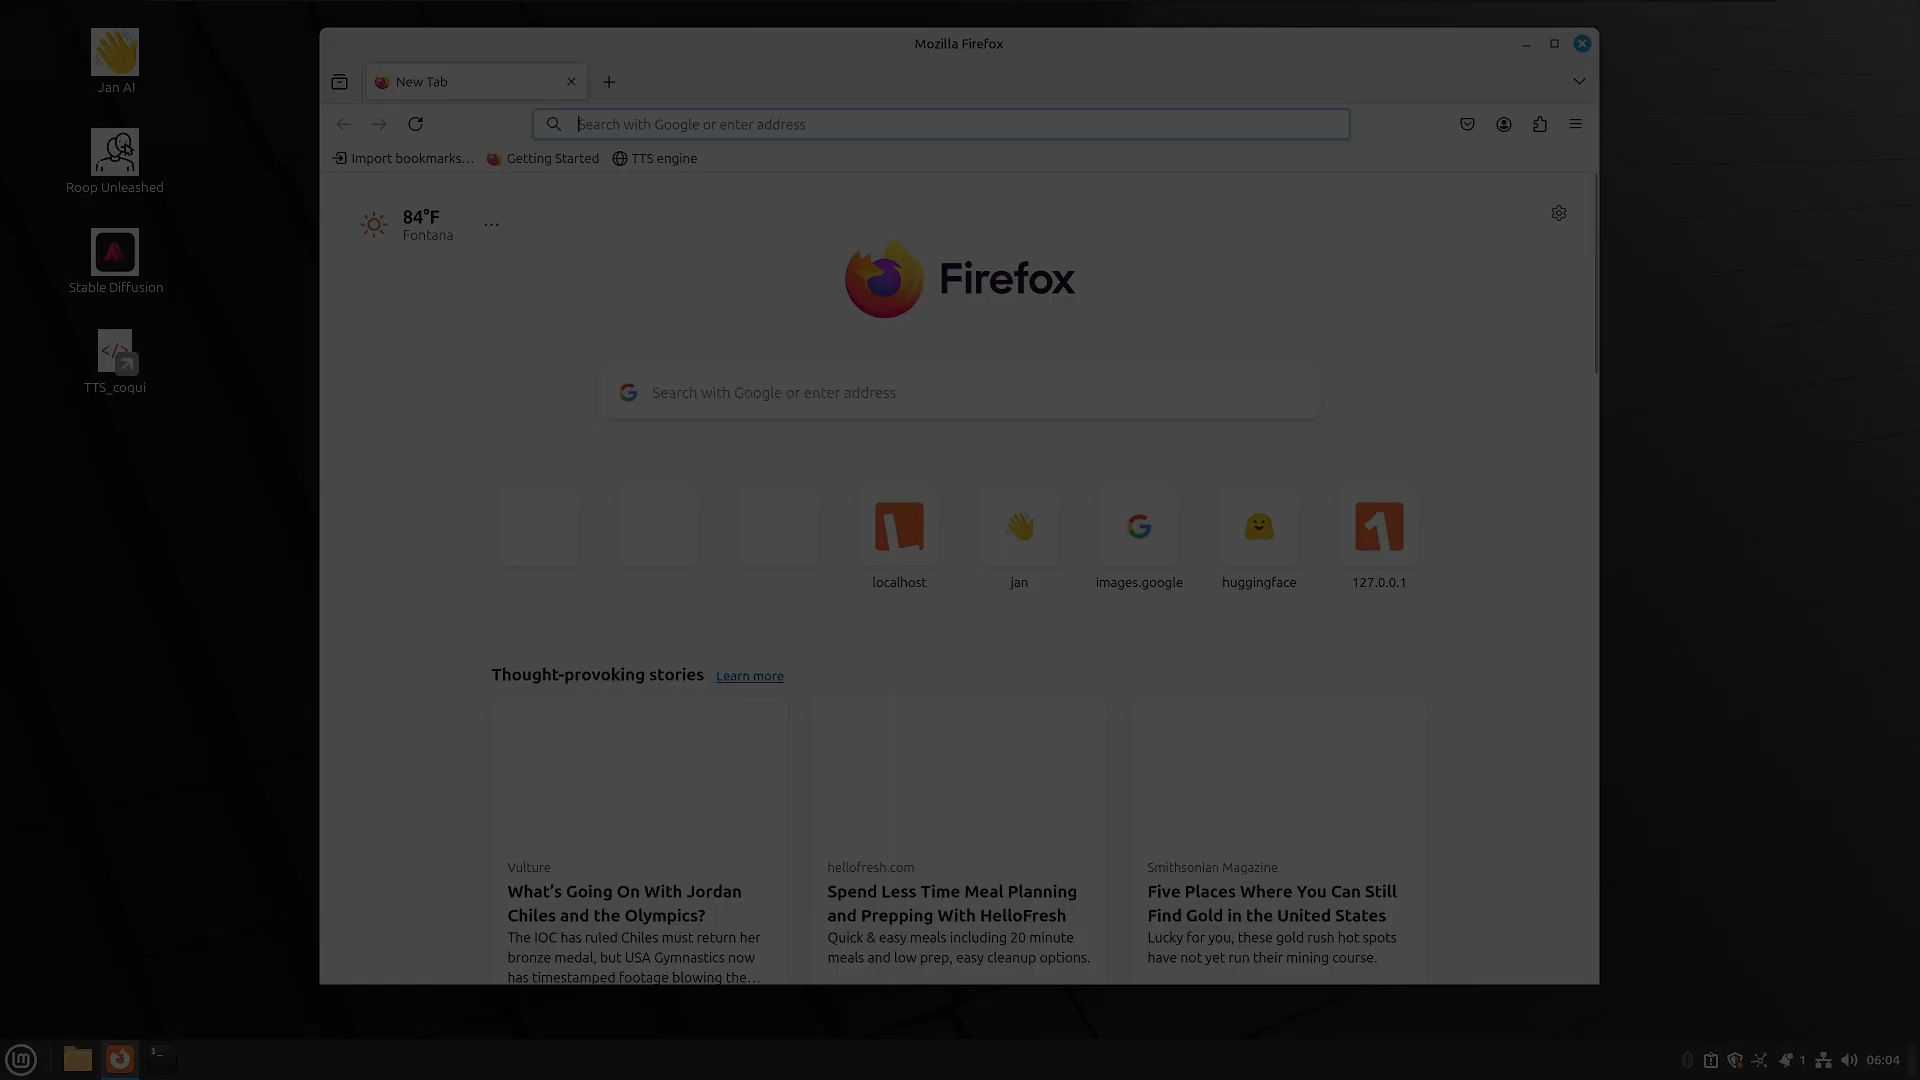 Jan AI
Roop Unleashed
Stable Diffusion
TTS_coqui
Mozilla Firefox
New Tab
Search with Google or enter address
Import bookmarks...
Getting Started
TTS engine
84°F
Fontana
Firefox
Search with Google or enter address
localhost
jan
images.google
huggingface
127.0.0.1
Thought-provoking stories
Learn more
Vulture
What's Going On With Jordan
Chiles and the Olympics?
The IOC has ruled Chiles must return her
bronze medal, but USA Gymnastics now
has timestamped footage blowing the...
hellofresh.com
Spend Less Time Meal Planning
and Prepping With HelloFresh
Quick & easy meals including 20 minute
meals and low prep, easy cleanup options.
Smithsonian Magazine
Five Places Where You Can Still
Find Gold in the United States
Lucky for you, these gold rush hot spots
have not yet run their mining course.
1
06:04